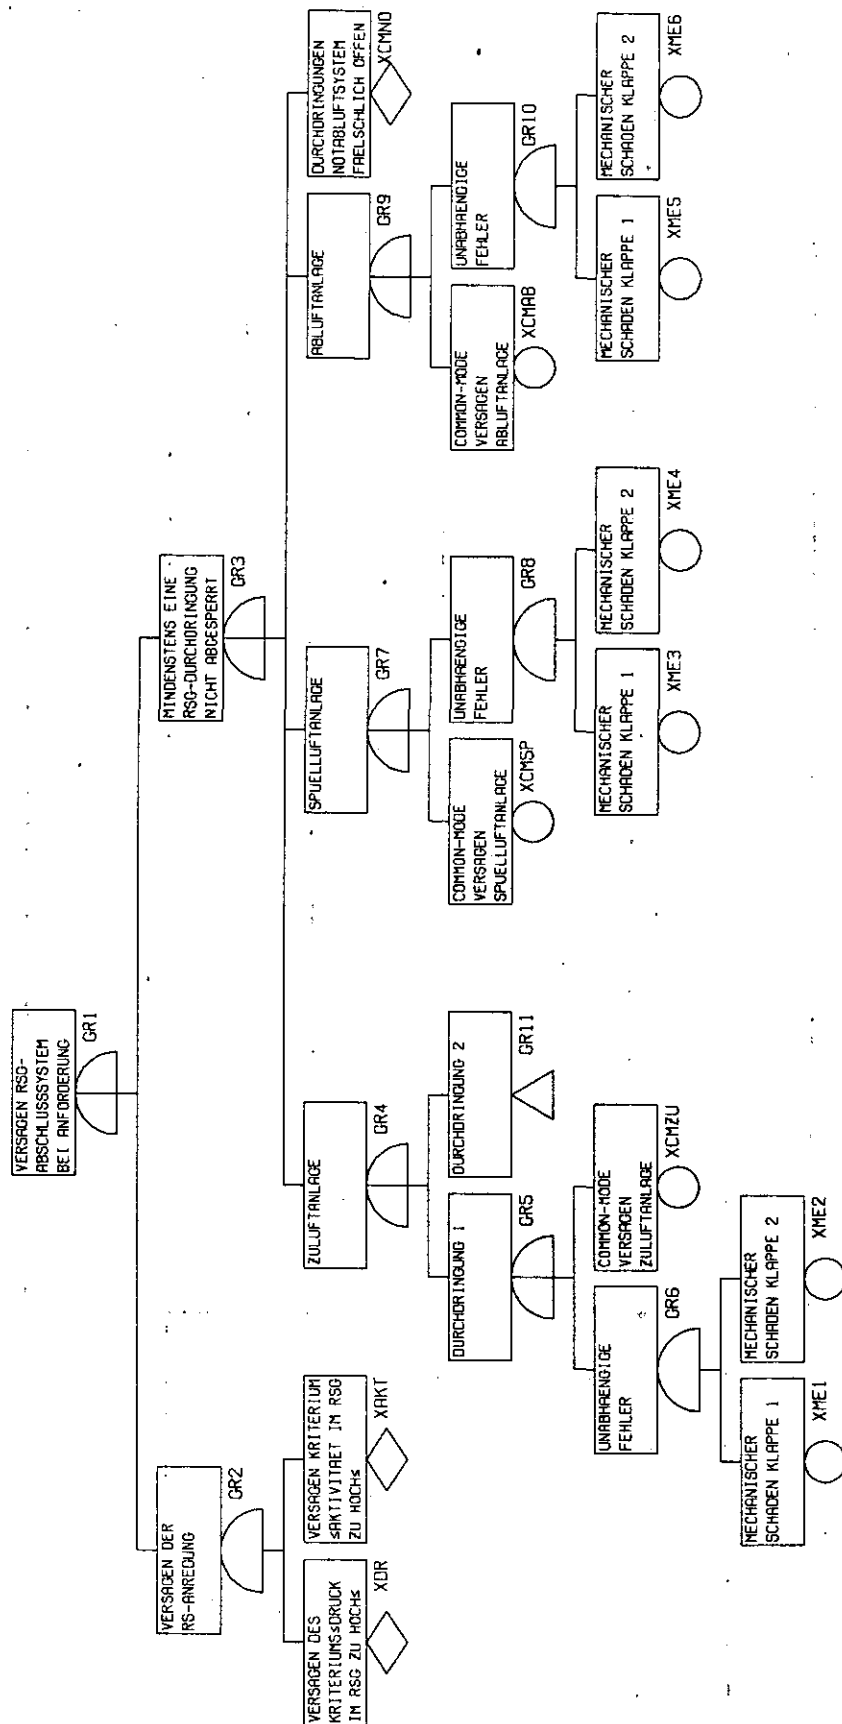 VERSAGEN RSG-
ABSCHLUSSSYSTEM
BEI ANFORDERUNG
GR1
VERSAGEN DER
RS-ANREGUNG
GR2
MINDENSTENS EINE
RSG-DURCHDRINGUNG
NICHT ABGESPERRT
GR3
VERSAGEN DES
KRITERIUMS≤DRUCK
IM RSG ZU HOCH≤
XDR
VERSAGEN KRITERIUM
≤AKTIVITAET IM RSG
ZU HOCH≤
XAKT
ZULUFTANLAGE
GR4
SPUELLUFTANLAGE
GR7
ABLUFTANLAGE
GR9
DURCHDRINGUNGEN
NOTABLUFTSYSTEM
FAELSCHLICH OFFEN
XCMNO
DURCHDRINGUNG 1
GR5
DURCHDRINGUNG 2
GR11
COMMON-MODE
VERSAGEN
SPUELLUFTANLAGE
XCMSP
UNABHAENGIGE
FEHLER
GR8
COMMON-MODE
VERSAGEN
ABLUFTANLAGE
XCMAB
UNABHAENGIGE
FEHLER
GR10
UNABHAENGIGE
FEHLER
GR6
COMMON-MODE
VERSAGEN
ZULUFTANLAGE
XCMZU
MECHANISCHER
SCHADEN KLAPPE 1
XME3
MECHANISCHER
SCHADEN KLAPPE 2
XME4
MECHANISCHER
SCHADEN KLAPPE 1
XME5
MECHANISCHER
SCHADEN KLAPPE 2
XME6
MECHANISCHER
SCHADEN KLAPPE 1
XME1
MECHANISCHER
SCHADEN KLAPPE 2
XME2